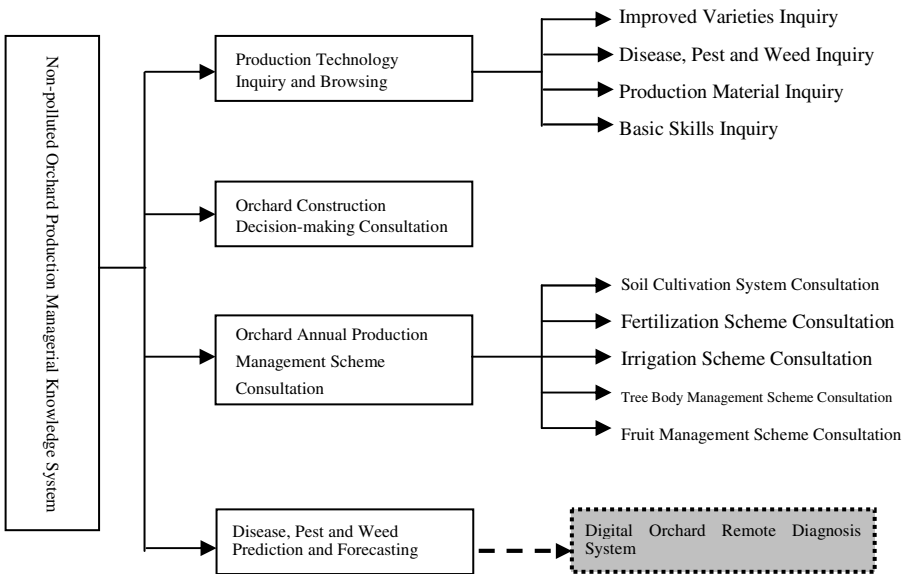 Non-polluted Orchard Production Managerial Knowledge System
Production Technology
Inquiry and Browsing
Improved Varieties Inquiry
Disease, Pest and Weed Inquiry
Production Material Inquiry
Basic Skills Inquiry
Orchard Construction
Decision-making Consultation
Orchard Annual Production
Management Scheme
Consultation
Soil Cultivation System Consultation
Fertilization Scheme Consultation
Irrigation Scheme Consultation
Tree Body Management Scheme Consultation
Fruit Management Scheme Consultation
Disease, Pest and Weed
Prediction and Forecasting
Digital Orchard Remote Diagnosis
System